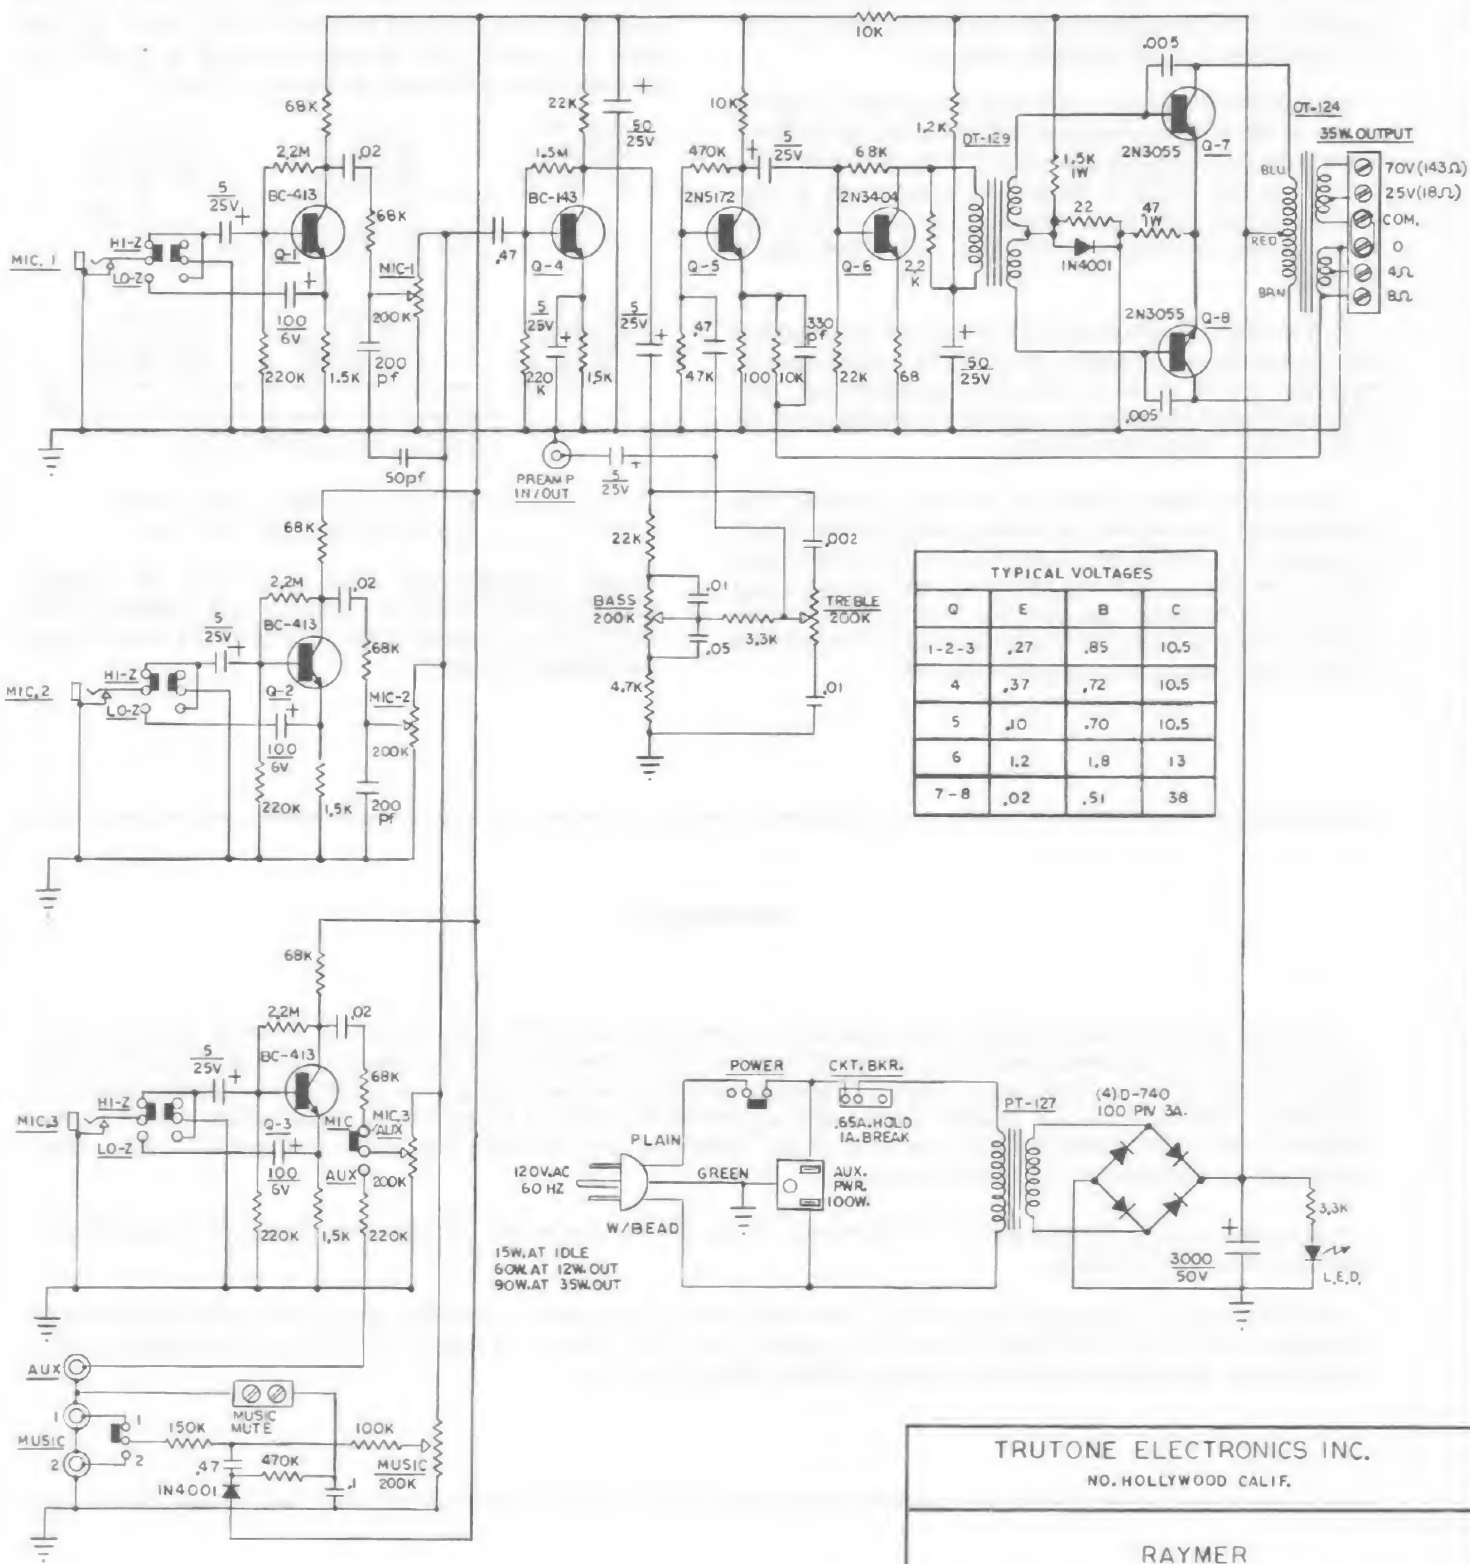 10K
.005
68K
22K
+
50
25V
10K
5
25V
+
1.2K
OT-124
35W. OUTPUT
2.2M
.02
1.5M
470K
68K
DT-129
1.5K
1W
2N3055
Q-7
BLU
70V (143Ω)
5
25V
+
BC-413
68K
BC-143
2N5172
2N3404
22
47
1W
25V (18Ω)
COM.
HI-Z
MIC. 1
LO-Z
Q-1
MIC-1
.47
Q-4
Q-5
Q-6
2.2
K
1N4001
RED
O
4Ω
8Ω
100
6V
+
200K
5
25V
+
5
25V
+
.47
330
pf
BRN
2N3055
Q-8
220K
1.5K
200
pf
220
K
1.5K
47K
100
10K
22K
68
+
50
25V
.005
50pf
PREAMP
IN/OUT
5
25V
+
68K
22K
.002
2.2M
.02
BASS
200K
.01
TREBLE
200K
5
25V
+
BC-413
68K
3.3K
.05
HI-Z
MIC. 2
LO-Z
Q-2
MIC-2
4.7K
.01
100
6V
+
200K
220K
1.5K
200
pf
TYPICAL VOLTAGES
Q E B C
1-2-3 .27 .85 10.5
4 .37 .72 10.5
5 .10 .70 10.5
6 1.2 1.8 13
7-8 .02 .51 38
68K
2.2M
.02
5
25V
+
BC-413
68K
HI-Z
MIC.3
LO-Z
Q-3
MIC
MIC.3
/AUX
AUX
100
6V
+
200K
220K
1.5K
220K
POWER
CKT. BKR.
.65A. HOLD
1A. BREAK
PT-127
(4) D-740
100 PIV 3A.
PLAIN
120V. AC
60 HZ
GREEN
AUX.
PWR.
100W.
W/BEAD
3.3K
+
3000
50V
L.E.D.
15W. AT IDLE
60W. AT 12W. OUT
90W. AT 35W. OUT
AUX
MUSIC
MUTE
1
1
150K
100K
MUSIC
2
2
.47
470K
.1
MUSIC
200K
1N4001
TRUTONE ELECTRONICS INC.
NO. HOLLYWOOD CALIF.
RAYMER